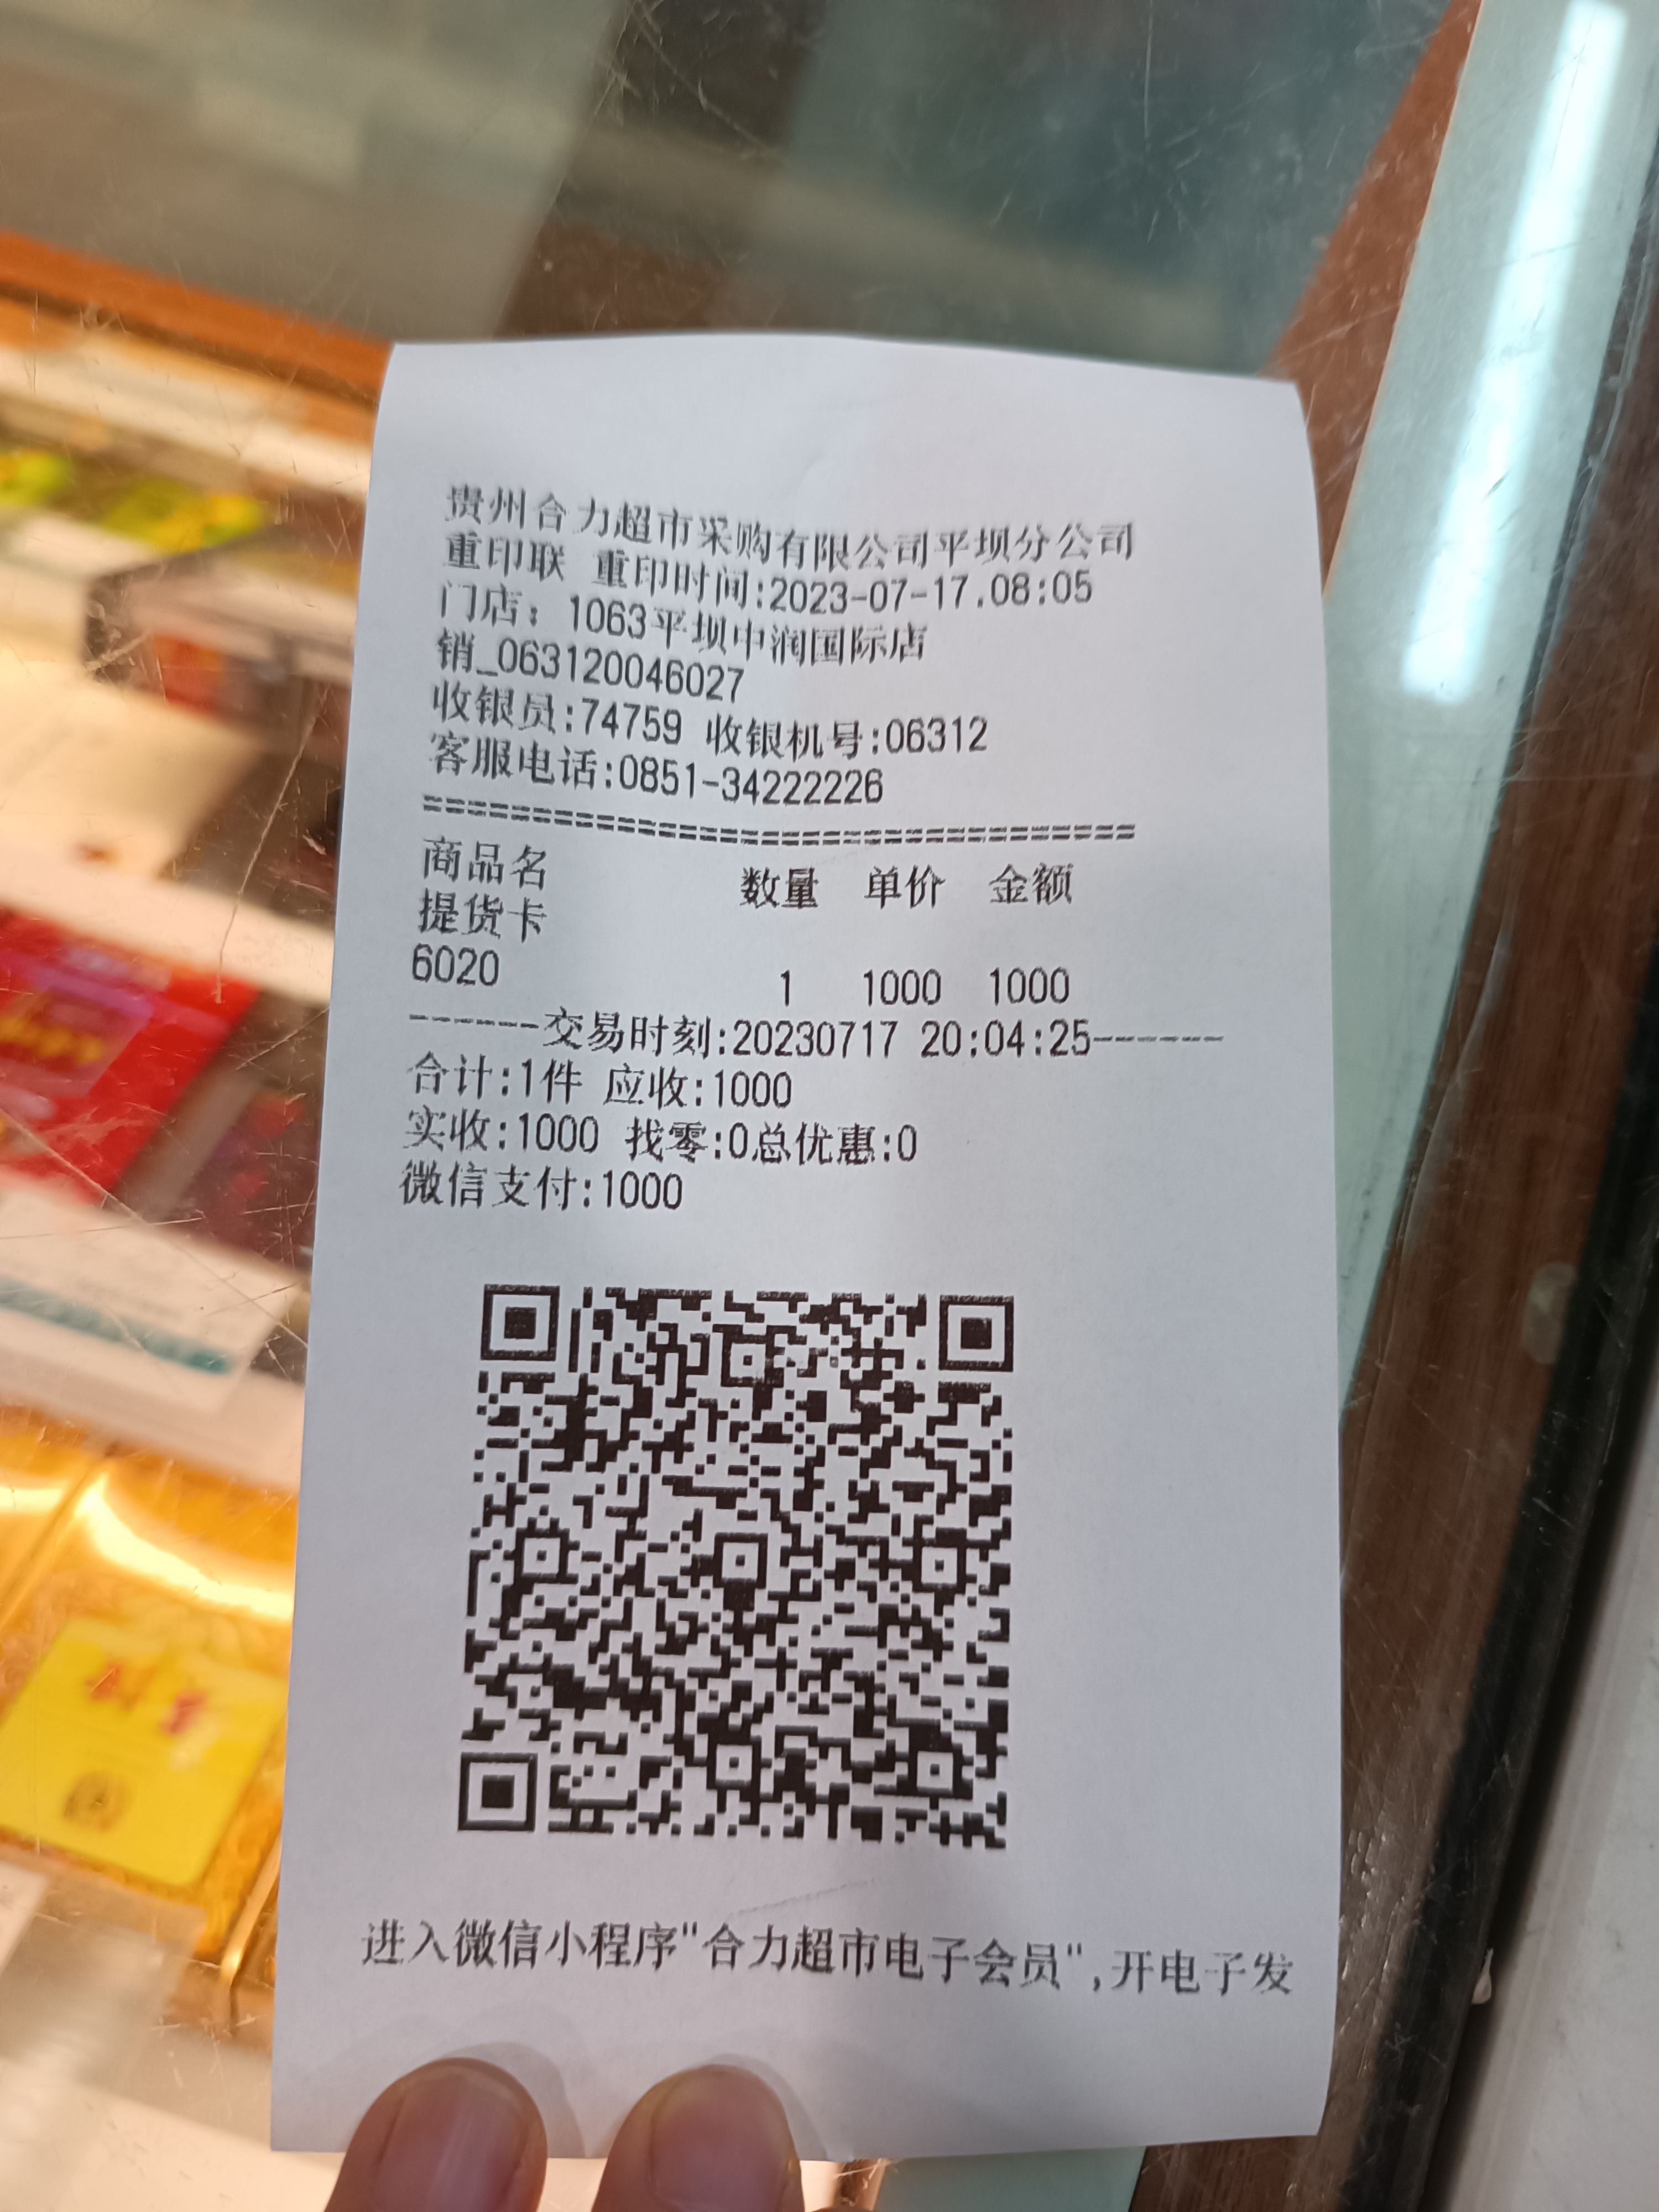 贵州合力超市采购有限公司平坝分公司
重印联 重印时间:2023-07-17.08:05
门店：1063平坝中润国际店
销_063120046027
收银员:74759 收银机号:06312
客服电话:0851-34222226
================================
商品名 数量 单价 金额
提货卡
6020 1 1000 1000
------交易时刻:20230717 20:04:25------
合计:1件 应收:1000
实收:1000 找零:0总优惠:0
微信支付:1000
进入微信小程序"合力超市电子会员",开电子发